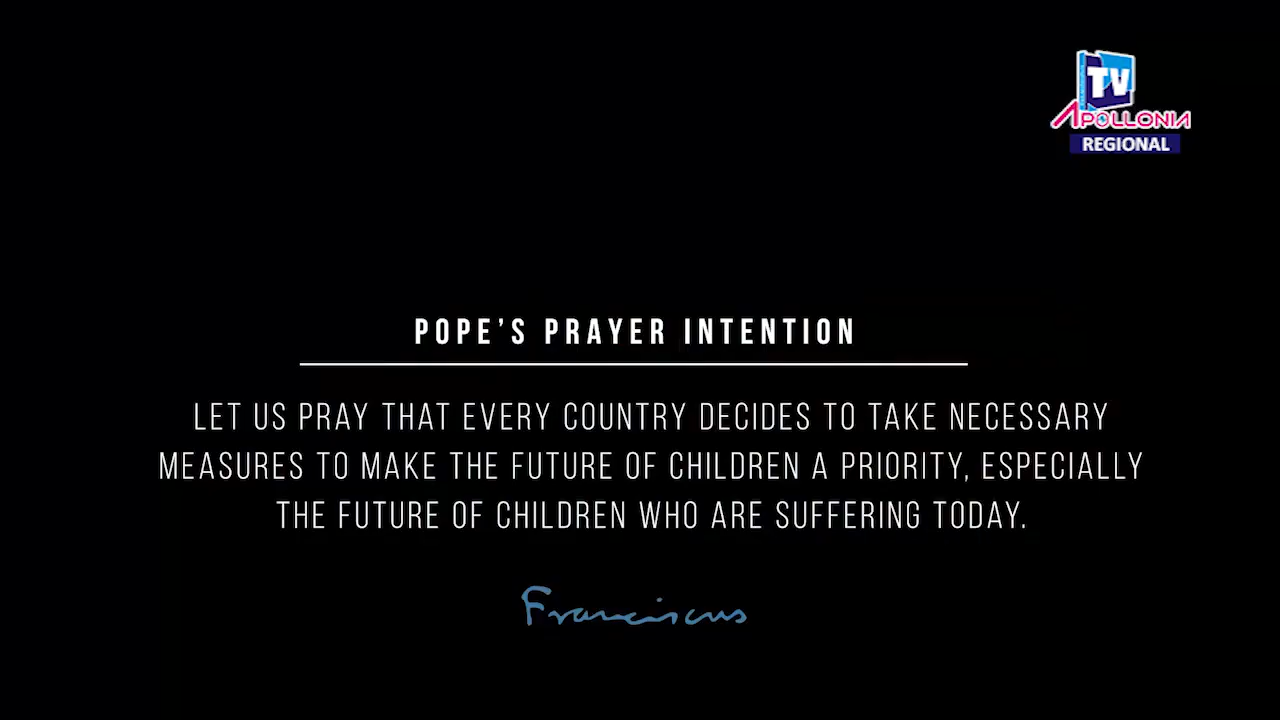 TV
APOLLONIA
REGIONAL
POPE'S PRAYER INTENTION
LET US PRAY THAT EVERY COUNTRY DECIDES TO TAKE NECESSARY
MEASURES TO MAKE THE FUTURE OF CHILDREN A PRIORITY, ESPECIALLY
THE FUTURE OF CHILDREN WHO ARE SUFFERING TODAY.
Franciscus